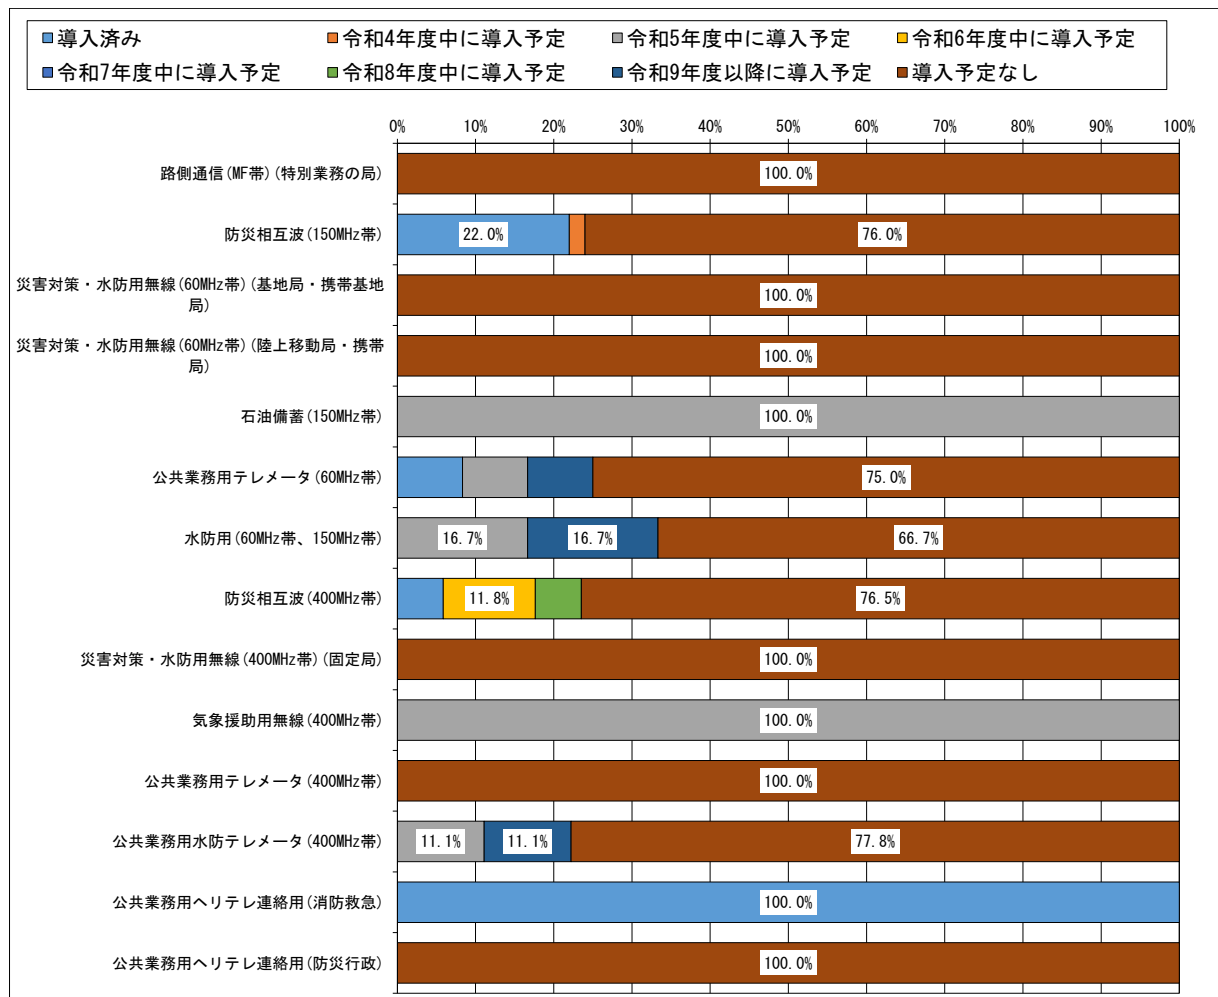 導入済み 令和4年度中に導入予定 令和5年度中に導入予定 令和6年度中に導入予定
令和7年度中に導入予定 令和8年度中に導入予定 令和9年度以降に導入予定 導入予定なし
0% 10% 20% 30% 40% 50% 60% 70% 80% 90% 100%
路側通信(MF帯)(特別業務の局) 100.0%
防災相互波(150MHz帯) 22.0% 76.0%
災害対策・水防用無線(60MHz帯)(基地局・携帯基地
局) 100.0%
災害対策・水防用無線(60MHz帯)(陸上移動局・携帯
局) 100.0%
石油備蓄(150MHz帯) 100.0%
公共業務用テレメータ(60MHz帯) 75.0%
水防用(60MHz帯、150MHz帯) 16.7% 16.7% 66.7%
防災相互波(400MHz帯) 11.8% 76.5%
災害対策・水防用無線(400MHz帯)(固定局) 100.0%
気象援助用無線(400MHz帯) 100.0%
公共業務用テレメータ(400MHz帯) 100.0%
公共業務用水防テレメータ(400MHz帯) 11.1% 11.1% 77.8%
公共業務用ヘリテレ連絡用(消防救急) 100.0%
公共業務用ヘリテレ連絡用(防災行政) 100.0%